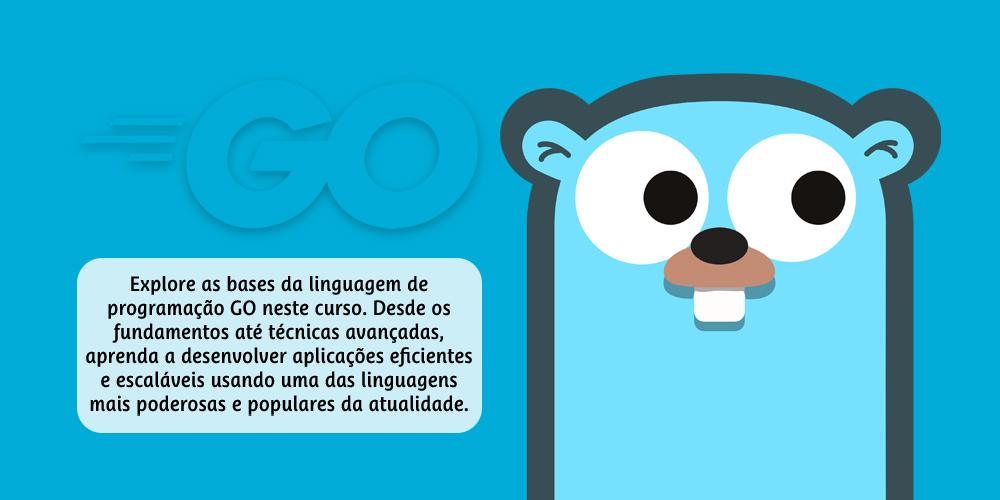 GO
Explore as bases da linguagem de
programação GO neste curso. Desde os
fundamentos até técnicas avançadas,
aprenda a desenvolver aplicações eficientes
e escaláveis usando uma das linguagens
mais poderosas e populares da atualidade.